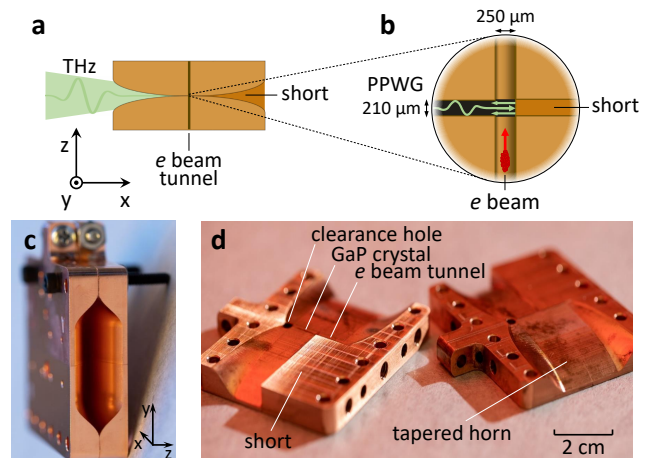 a
THz
short
z
y
x
e beam
tunnel
b
250 μm
PPWG
210 μm
short
e beam
c
y
x
z
d
clearance hole
GaP crystal
e beam tunnel
short
tapered horn
2 cm